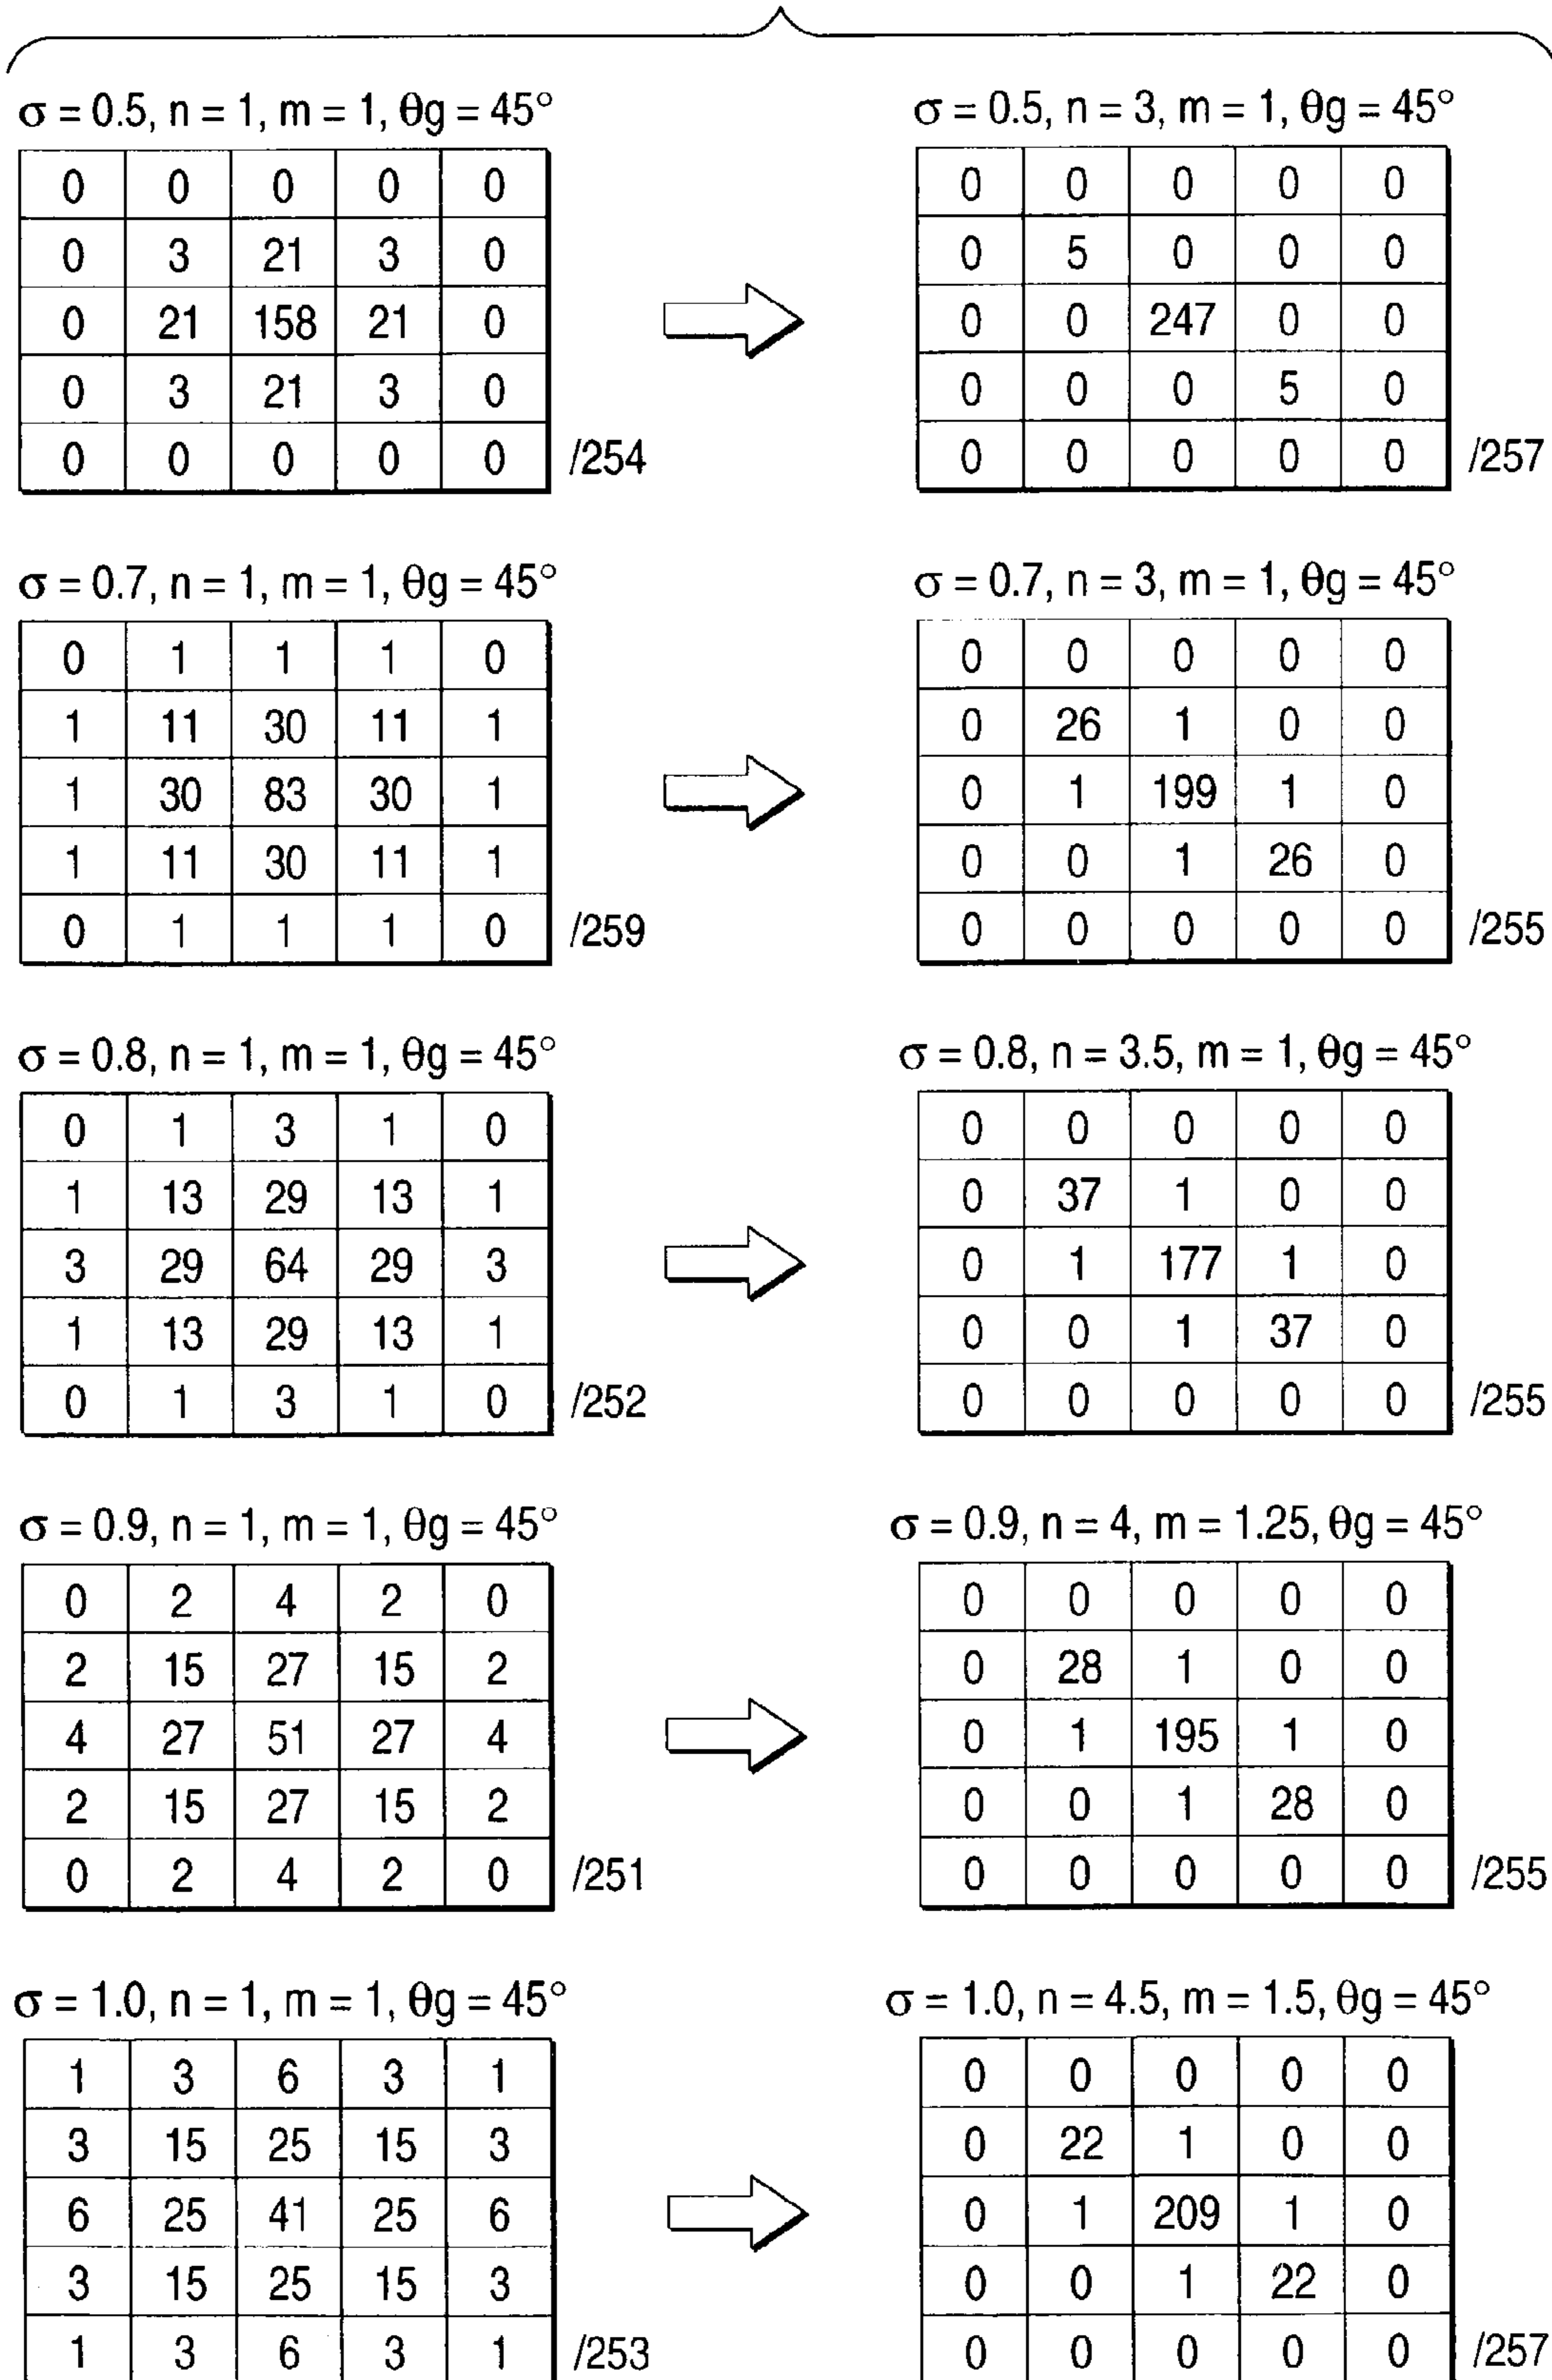 σ = 0.5, n = 1, m = 1, θg = 45°
0 0 0 0 0
0 3 21 3 0
0 21 158 21 0
0 3 21 3 0
0 0 0 0 0 /254
σ = 0.5, n = 3, m = 1, θg = 45°
0 0 0 0 0
0 5 0 0 0
0 0 247 0 0
0 0 0 5 0
0 0 0 0 0 /257
σ = 0.7, n = 1, m = 1, θg = 45°
0 1 1 1 0
1 11 30 11 1
1 30 83 30 1
1 11 30 11 1
0 1 1 1 0 /259
σ = 0.7, n = 3, m = 1, θg = 45°
0 0 0 0 0
0 26 1 0 0
0 1 199 1 0
0 0 1 26 0
0 0 0 0 0 /255
σ = 0.8, n = 1, m = 1, θg = 45°
0 1 3 1 0
1 13 29 13 1
3 29 64 29 3
1 13 29 13 1
0 1 3 1 0 /252
σ = 0.8, n = 3.5, m = 1, θg = 45°
0 0 0 0 0
0 37 1 0 0
0 1 177 1 0
0 0 1 37 0
0 0 0 0 0 /255
σ = 0.9, n = 1, m = 1, θg = 45°
0 2 4 2 0
2 15 27 15 2
4 27 51 27 4
2 15 27 15 2
0 2 4 2 0 /251
σ = 0.9, n = 4, m = 1.25, θg = 45°
0 0 0 0 0
0 28 1 0 0
0 1 195 1 0
0 0 1 28 0
0 0 0 0 0 /255
σ = 1.0, n = 1, m = 1, θg = 45°
1 3 6 3 1
3 15 25 15 3
6 25 41 25 6
3 15 25 15 3
1 3 6 3 1 /253
σ = 1.0, n = 4.5, m = 1.5, θg = 45°
0 0 0 0 0
0 22 1 0 0
0 1 209 1 0
0 0 1 22 0
0 0 0 0 0 /257